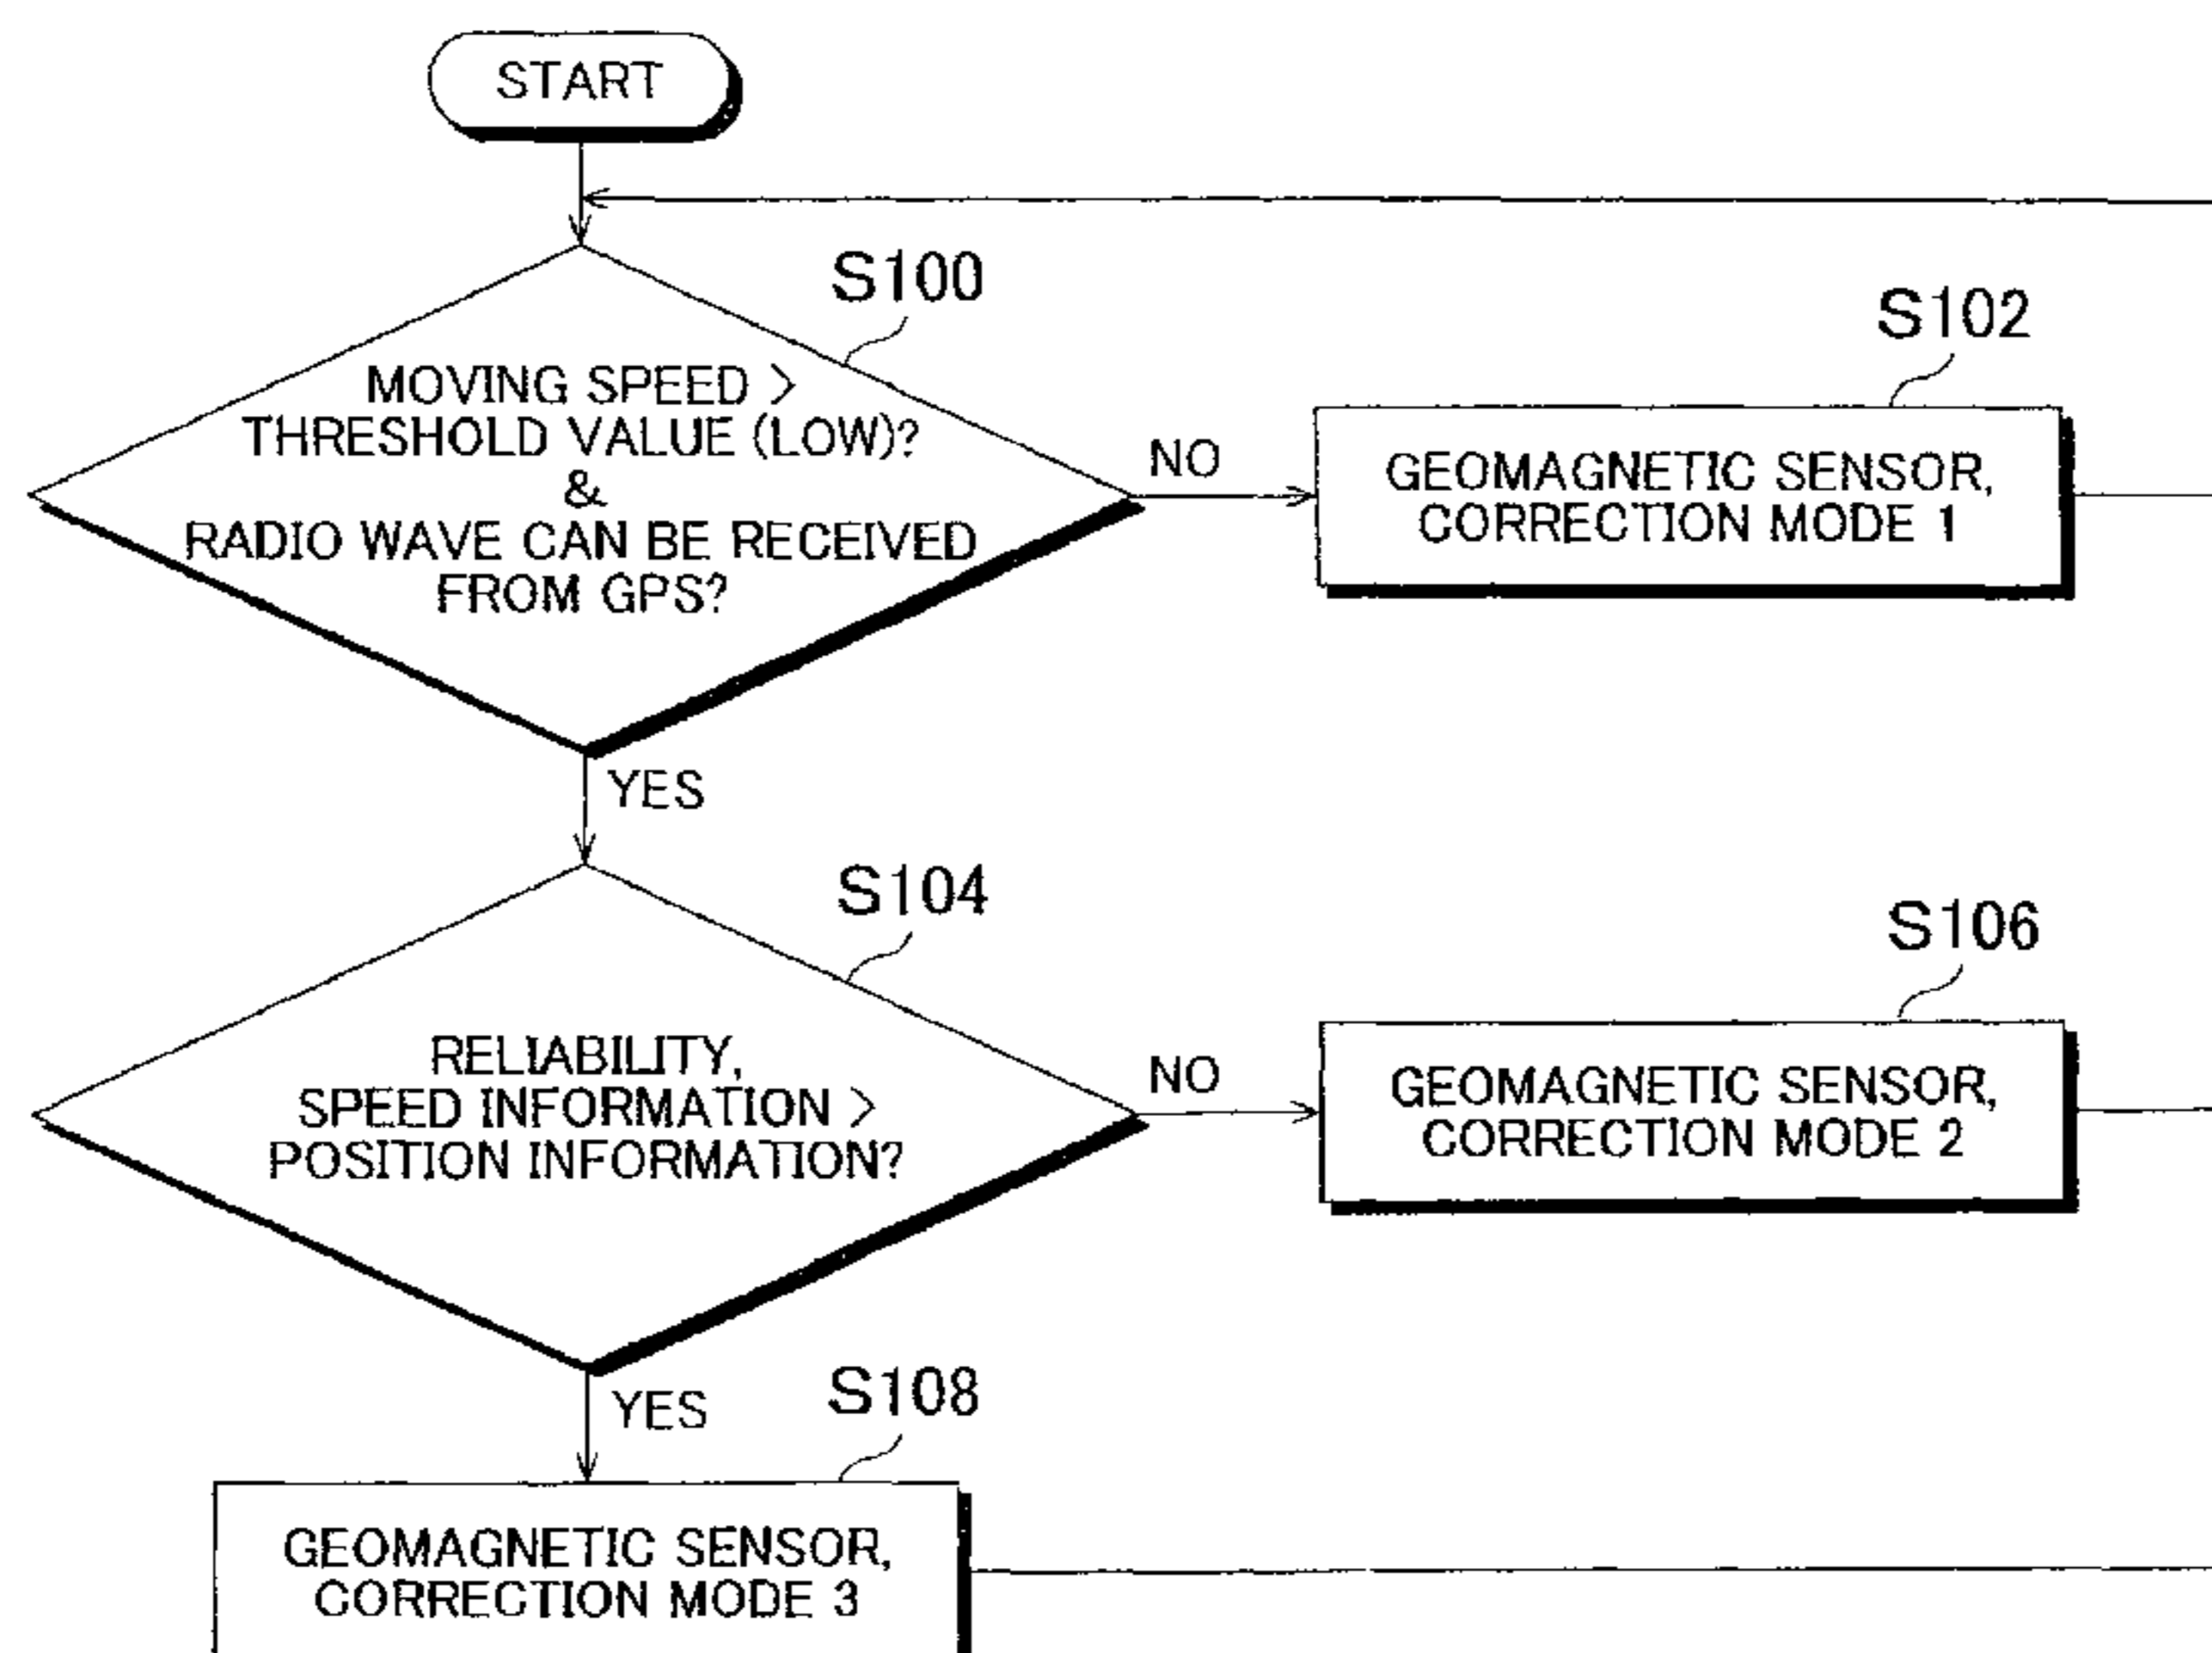 START
S100
MOVING SPEED >
THRESHOLD VALUE (LOW)?
&
RADIO WAVE CAN BE RECEIVED
FROM GPS?
NO
S102
GEOMAGNETIC SENSOR,
CORRECTION MODE 1
YES
S104
RELIABILITY,
SPEED INFORMATION >
POSITION INFORMATION?
NO
S106
GEOMAGNETIC SENSOR,
CORRECTION MODE 2
YES
S108
GEOMAGNETIC SENSOR,
CORRECTION MODE 3